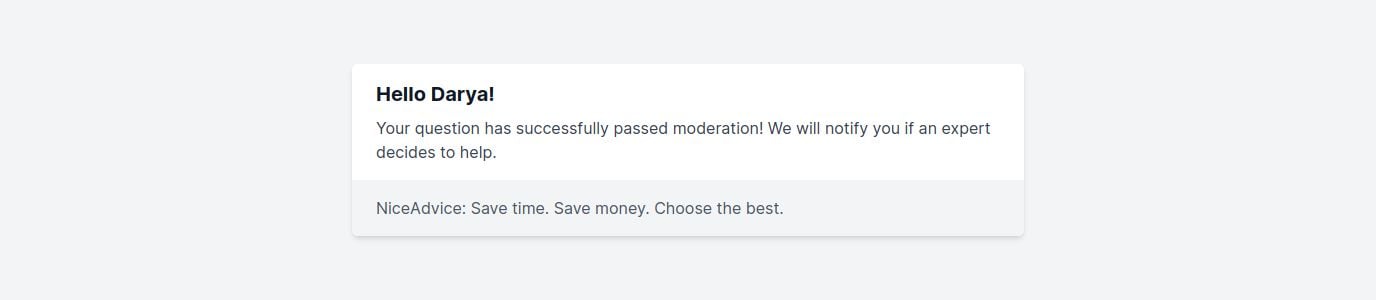 Hello Darya!
Your question has successfully passed moderation! We will notify you if an expert
decides to help.
NiceAdvice: Save time. Save money. Choose the best.